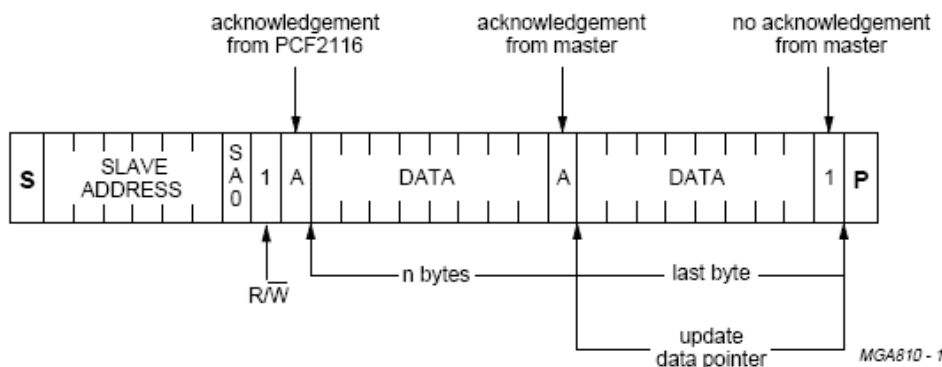 acknowledgement
from PCF2116
acknowledgement
from master
no acknowledgement
from master
S
SLAVE
ADDRESS
S
A
0
1
A
DATA
A
DATA
1
P
R/W̅
n bytes
last byte
update
data pointer
MGA810 - 1